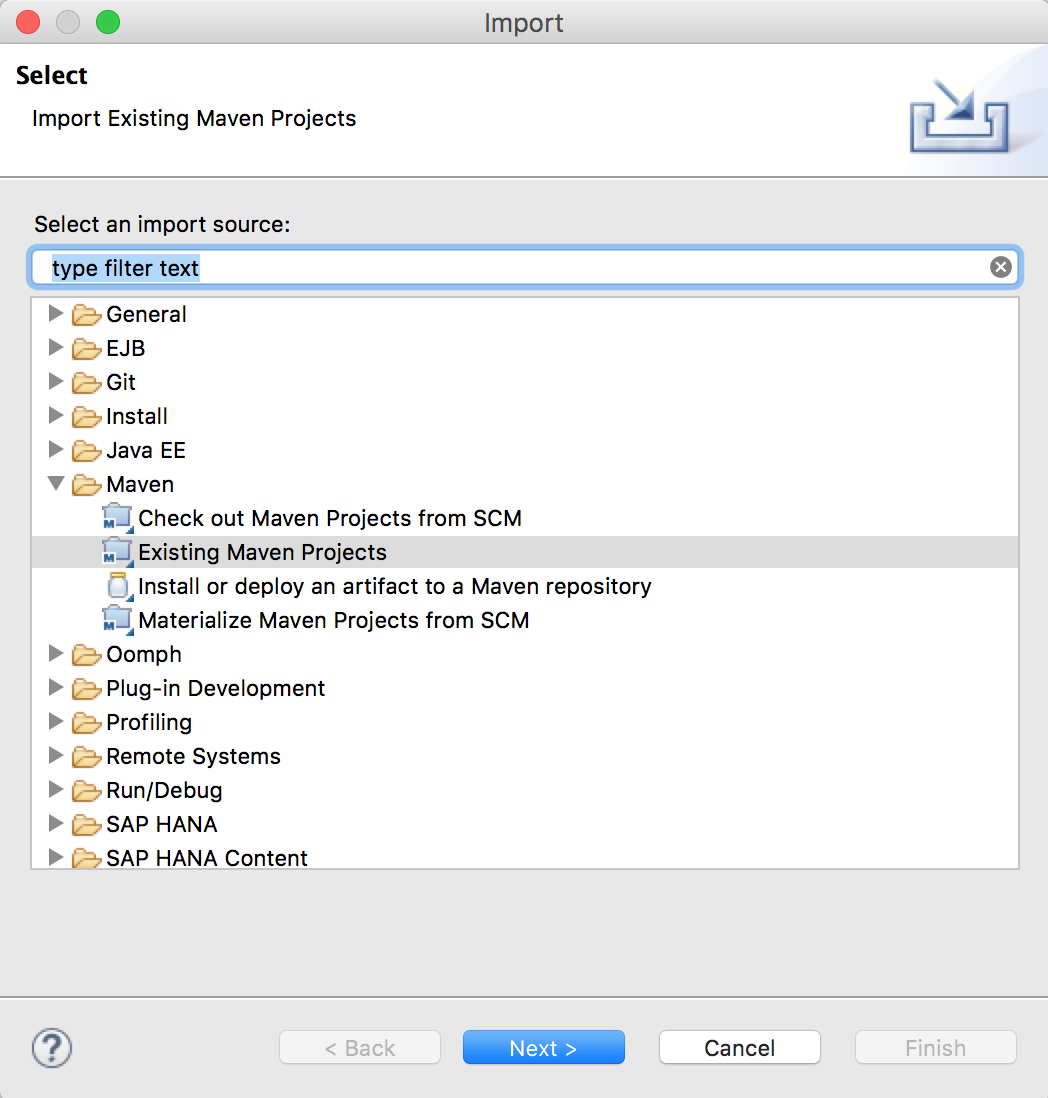 Import
Select
Import Existing Maven Projects
Select an import source:
type filter text
General
EJB
Git
Install
Java EE
Maven
Check out Maven Projects from SCM
Existing Maven Projects
Install or deploy an artifact to a Maven repository
Materialize Maven Projects from SCM
Oomph
Plug-in Development
Profiling
Remote Systems
Run/Debug
SAP HANA
SAP HANA Content
? < Back Next > Cancel Finish